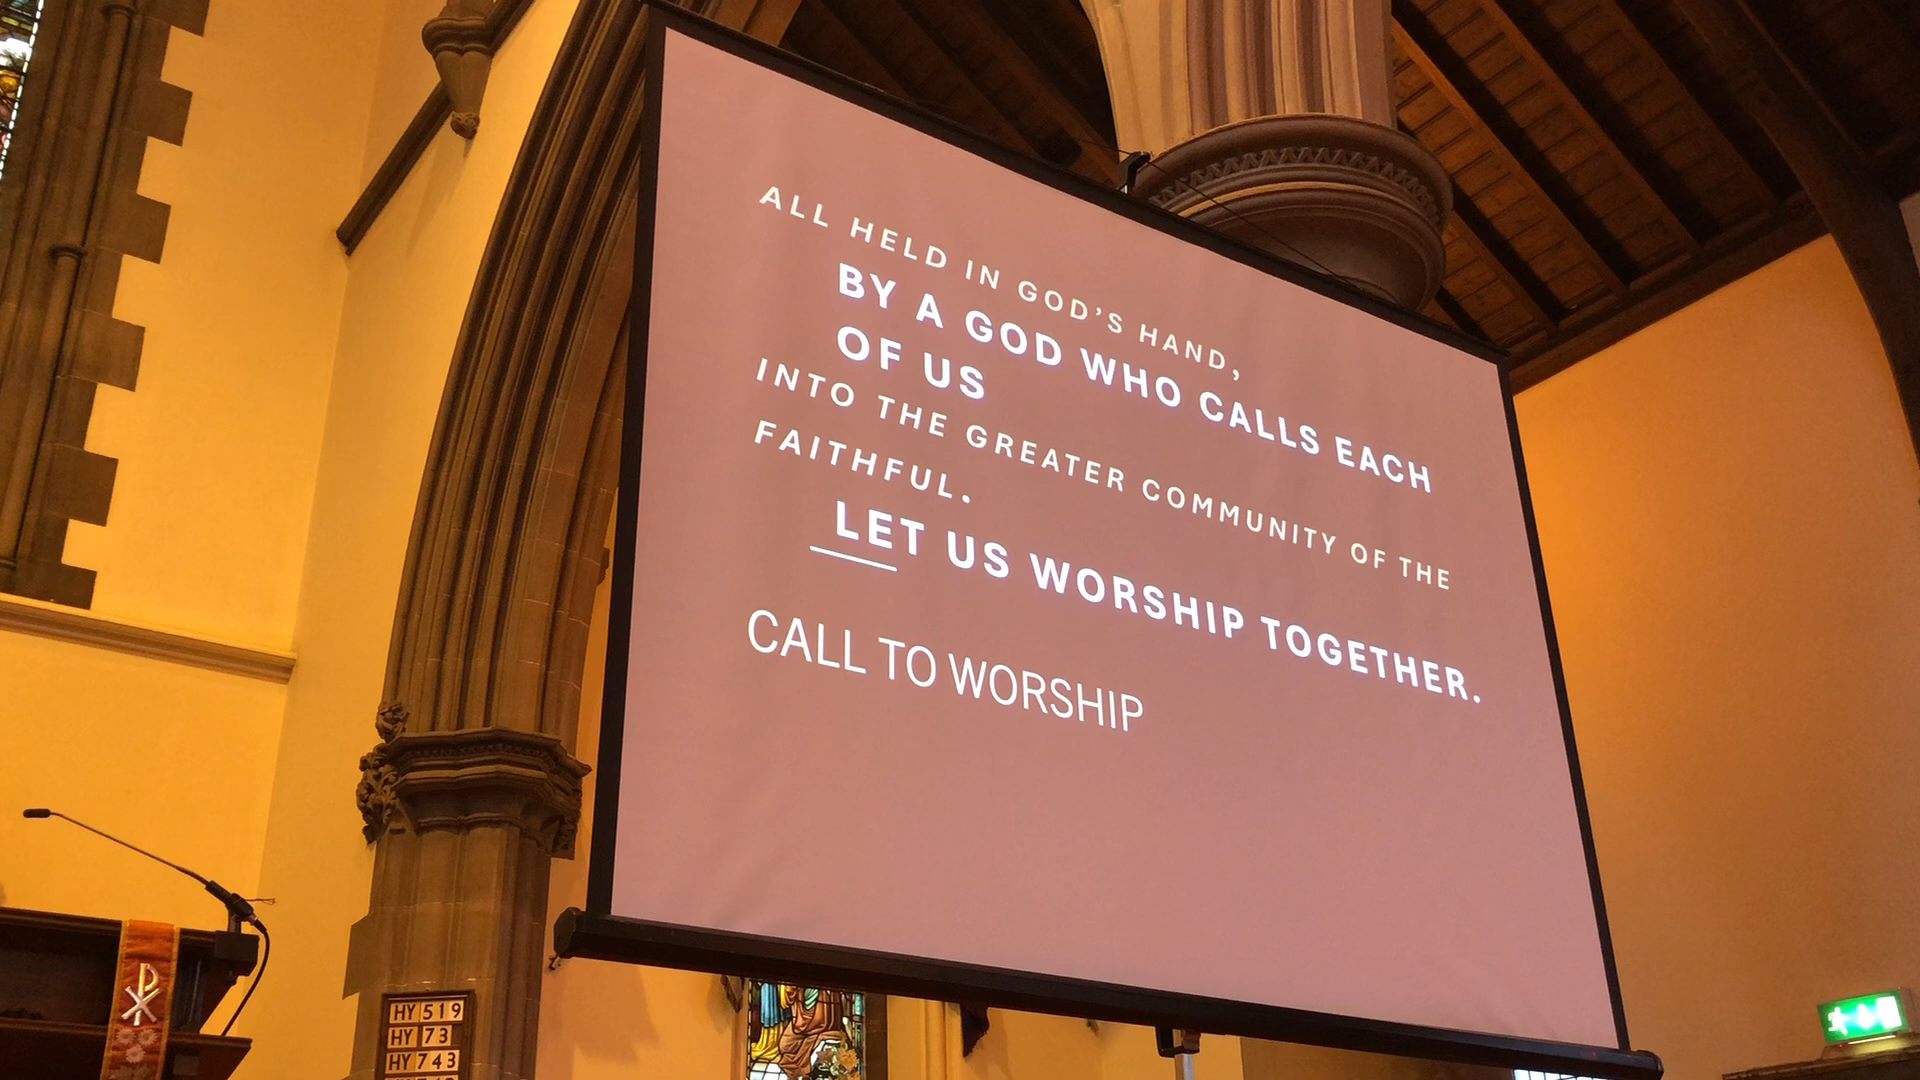 ALL HELD IN GOD'S HAND,
BY A GOD WHO CALLS EACH
OF US
INTO THE GREATER COMMUNITY OF THE
FAITHFUL.
LET US WORSHIP TOGETHER.
CALL TO WORSHIP
HY 519
HY 73
HY 743